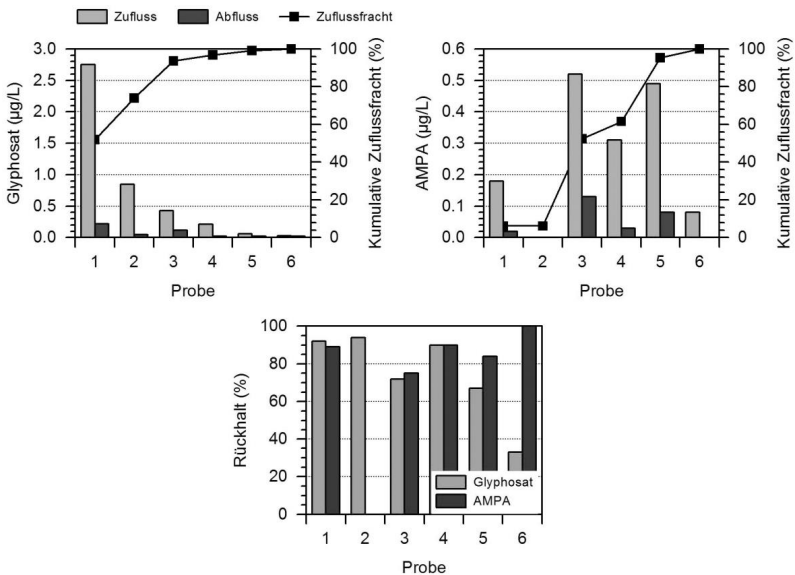 Zufluss Abfluss Zuflussfracht
Glyphosat (µg/L)
3.0
2.5
2.0
1.5
1.0
0.5
0.0
100
80
60
40
20
0
Kumulative Zuflussfracht (%)
1 2 3 4 5 6
Probe
AMPA (µg/L)
0.6
0.5
0.4
0.3
0.2
0.1
0.0
100
80
60
40
20
0
Kumulative Zuflussfracht (%)
1 2 3 4 5 6
Probe
Rückhalt (%)
100
80
60
40
20
0
Glyphosat
AMPA
1 2 3 4 5 6
Probe